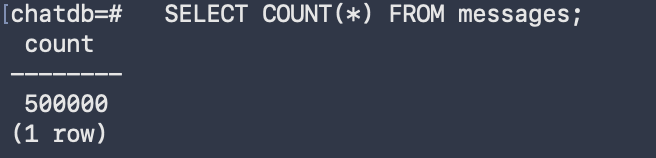 [chatdb=#   SELECT COUNT(*) FROM messages;
 count
--------
 500000
(1 row)